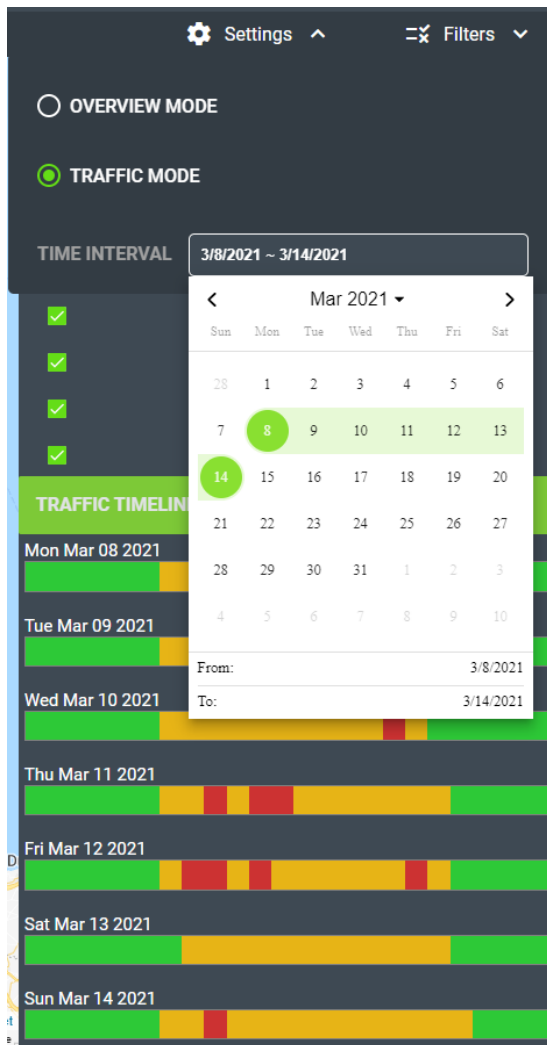 Settings Filters
OVERVIEW MODE
TRAFFIC MODE
TIME INTERVAL 3/8/2021 ~ 3/14/2021
Mar 2021
Sun Mon Tue Wed Thu Fri Sat
28 1 2 3 4 5 6
7 8 9 10 11 12 13
14 15 16 17 18 19 20
21 22 23 24 25 26 27
28 29 30 31 1 2 3
4 5 6 7 8 9 10
From: 3/8/2021
To: 3/14/2021
TRAFFIC
Mon Mar 08 2021
Tue Mar 09 2021
Wed Mar 10 2021
Thu Mar 11 2021
Fri Mar 12 2021
Sat Mar 13 2021
Sun Mar 14 2021